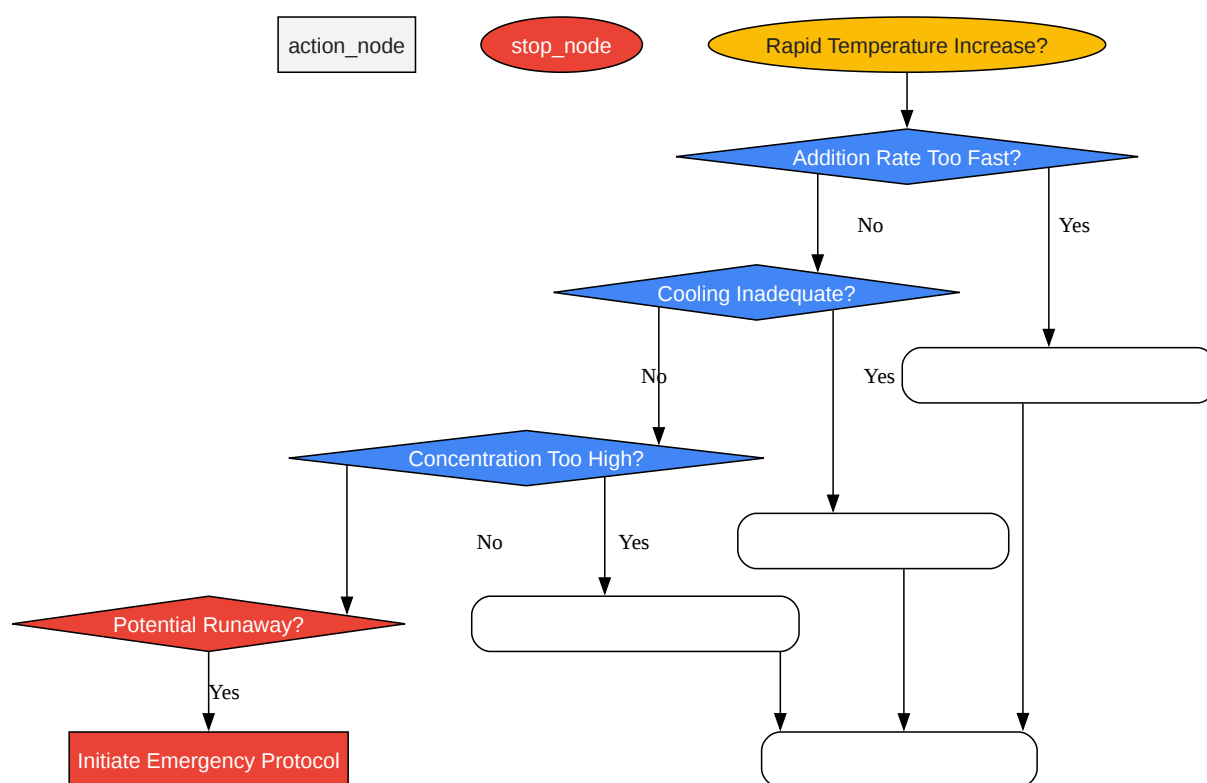 action_node
stop_node
Rapid Temperature Increase?
Addition Rate Too Fast?
No
Yes
Cooling Inadequate?
No
Yes
Concentration Too High?
No
Yes
Potential Runaway?
Yes
Initiate Emergency Protocol